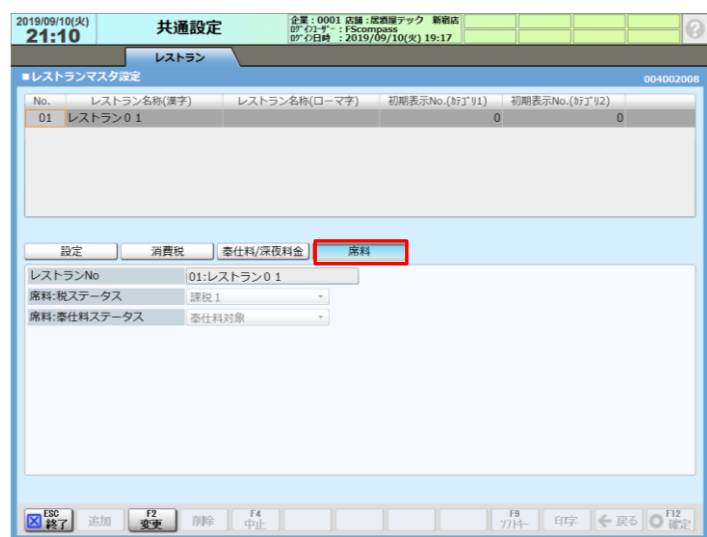 2019/09/10(火)
21:10
共通設定
企業:0001 店舗:居酒屋テック 新宿店
ﾛｸﾞｲﾝﾕｰｻﾞｰ:FScompass
ﾛｸﾞｲﾝ日時 :2019/09/10(火) 19:17
?
レストラン
■レストランマスタ設定 004002008
No. レストラン名称(漢字) レストラン名称(ローマ字) 初期表示No.(ｶﾃｺﾞﾘ1) 初期表示No.(ｶﾃｺﾞﾘ2)
01 レストラン01 0 0
設定 消費税 奉仕料/深夜料金 席料
レストランNo 01:レストラン01
席料:税ステータス 課税1
席料:奉仕料ステータス 奉仕料対象
ESC 終了 追加 F2 変更 削除 F4 中止 F9 ｿﾌﾄｷｰ 印字 戻る F12 確定